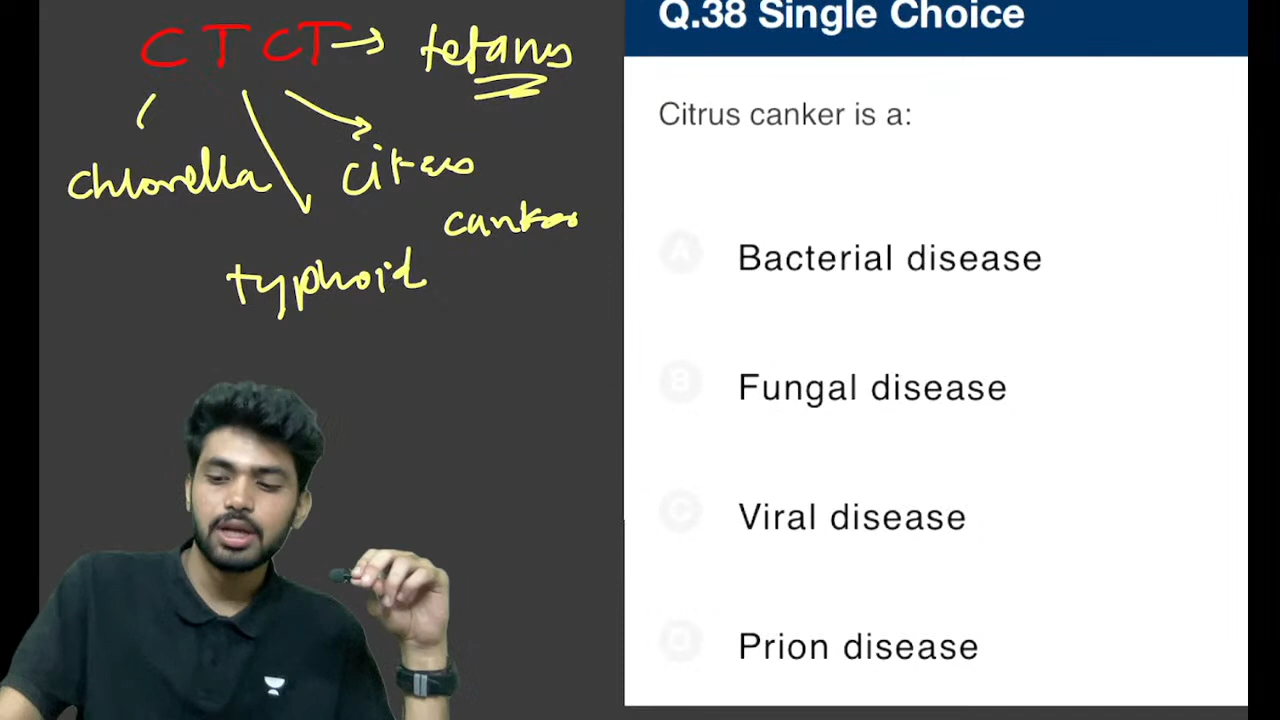 C T C T → tetanus
chlorella
citrus
canker
typhoid
Q.38 Single Choice
Citrus canker is a:
A Bacterial disease
B Fungal disease
C Viral disease
D Prion disease